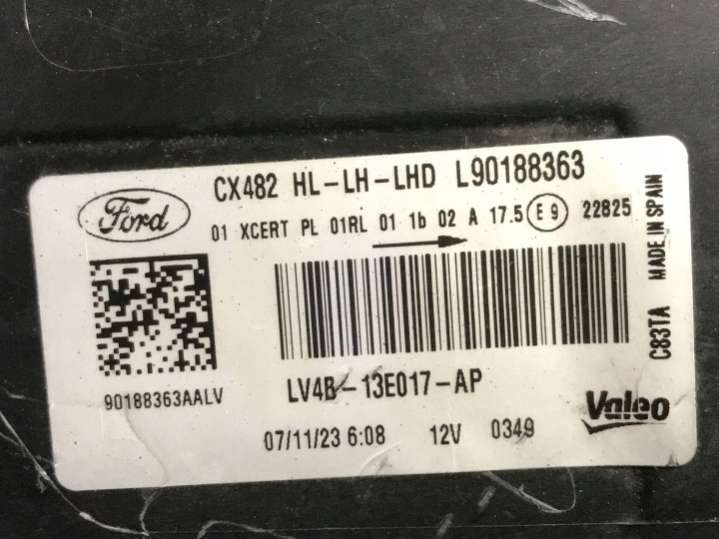 Ford
CX482 HL-LH-LHD L90188363
01 XCERT PL 01RL 01 1b 02 A 17.5 E9 22825
90188363AALV
LV4B-13E017-AP
07/11/23 6:08 12V 0349
Valeo
C83TA MADE IN SPAIN